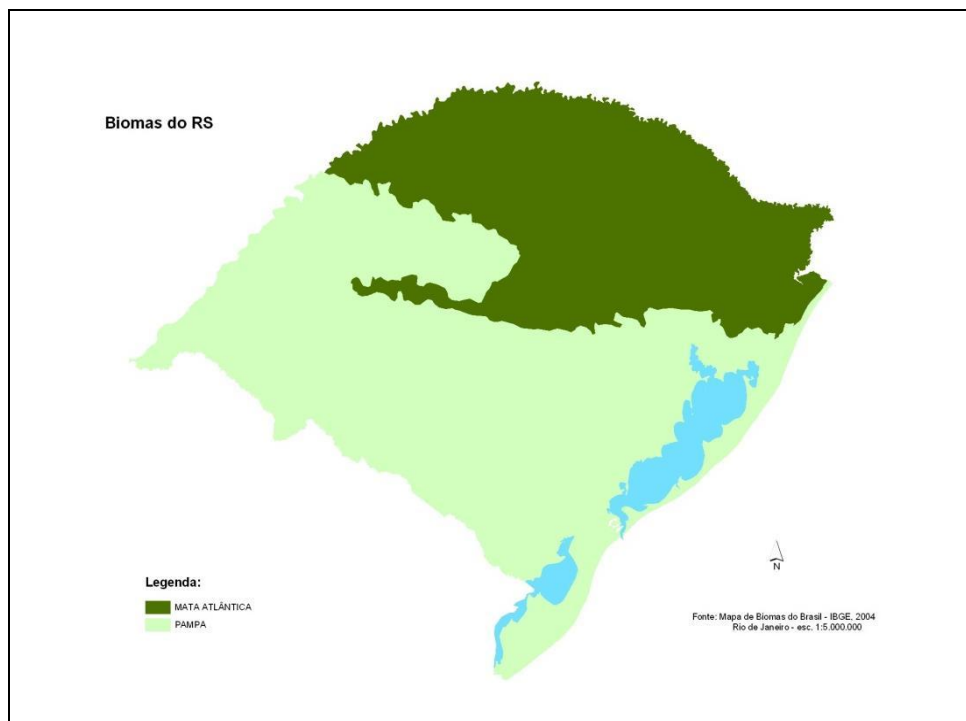 Biomas do RS
N
Legenda:
MATA ATLÂNTICA
PAMPA
Fonte: Mapa de Biomas do Brasil - IBGE, 2004
Rio de Janeiro - esc. 1:5.000.000